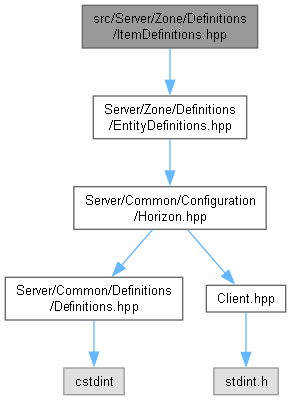 src/Server/Zone/Definitions
/ItemDefinitions.hpp
Server/Zone/Definitions
/EntityDefinitions.hpp
Server/Common/Configuration
/Horizon.hpp
Server/Common/Definitions
/Definitions.hpp
Client.hpp
cstdint
stdint.h